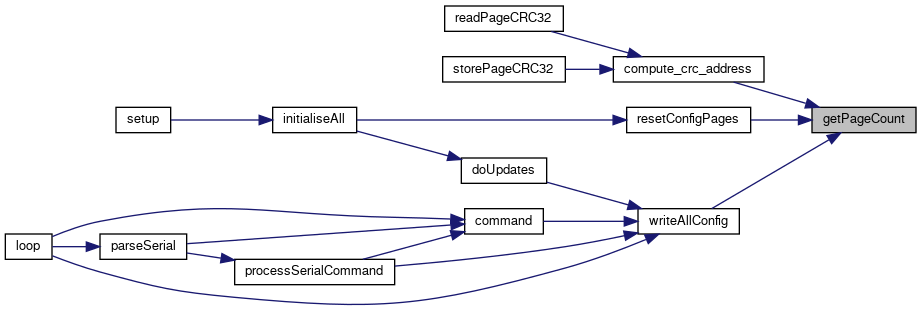 readPageCRC32
storePageCRC32
compute_crc_address
setup
initialiseAll
resetConfigPages
getPageCount
doUpdates
command
writeAllConfig
loop
parseSerial
processSerialCommand